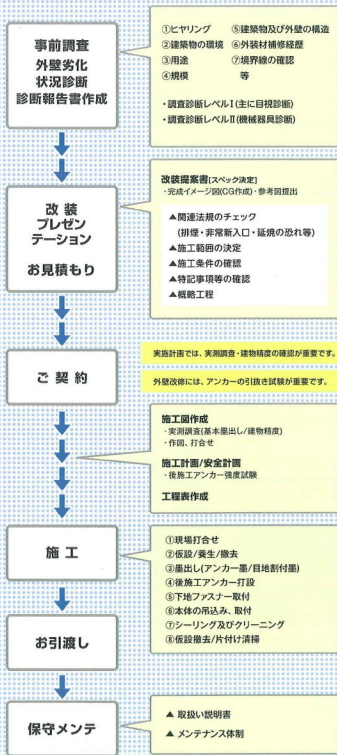 事前調査
外壁劣化
状況診断
診断報告書作成
①ヒヤリング ⑤建築物及び外壁の構造
②建築物の環境 ⑥外装材補修経歴
③用途 ⑦境界線の確認
④規模 等
・調査診断レベルⅠ(主に目視診断)
・調査診断レベルⅡ(機械器具診断)
改装
プレゼン
テーション
お見積もり
改装提案書[スペック決定]
・完成イメージ図(CG作成)・参考図提出
▲関連法規のチェック
(排煙・非常新入口・延焼の恐れ等)
▲施工範囲の決定
▲施工条件の確認
▲特記事項等の確認
▲概略工程
ご契約
実施計画では、実測調査・建物精度の確認が重要です。
外壁改修には、アンカーの引抜き試験が重要です。
施工図作成
・実測調査(基本墨出し/建物精度)
・作図、打合せ
施工計画/安全計画
・後施工アンカー強度試験
工程表作成
施工
①現場打合せ
②仮設/養生/撤去
③墨出し(アンカー墨/目地割付墨)
④後施工アンカー打設
⑤下地ファスナー取付
⑥本体の吊込み、取付
⑦シーリング及びクリーニング
⑧仮設撤去/片付け清掃
お引渡し
保守メンテ
▲ 取扱い説明書
▲ メンテナンス体制